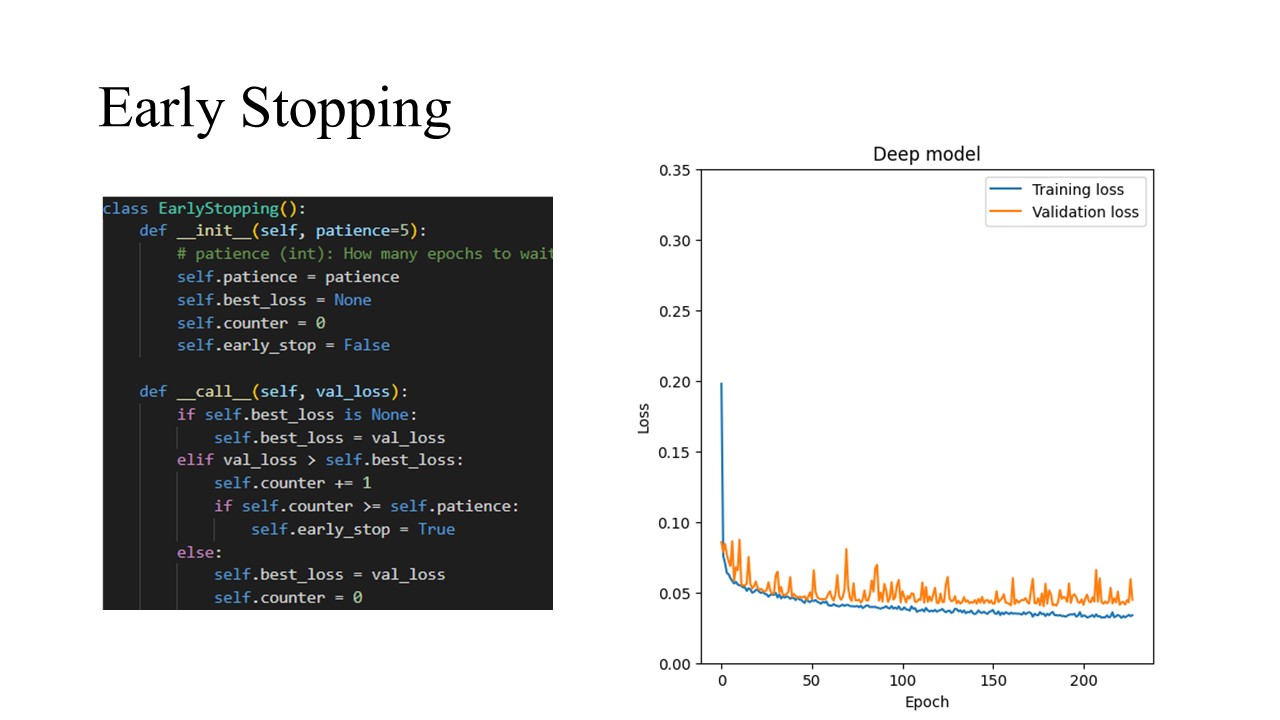 Early Stopping
class EarlyStopping():
def __init__(self, patience=5):
# patience (int): How many epochs to wait
self.patience = patience
self.best_loss = None
self.counter = 0
self.early_stop = False
def __call__(self, val_loss):
if self.best_loss is None:
self.best_loss = val_loss
elif val_loss > self.best_loss:
self.counter += 1
if self.counter >= self.patience:
self.early_stop = True
else:
self.best_loss = val_loss
self.counter = 0
Deep model
Training loss
Validation loss
0.35
0.30
0.25
0.20
0.15
0.10
0.05
0.00
Loss
0 50 100 150 200
Epoch